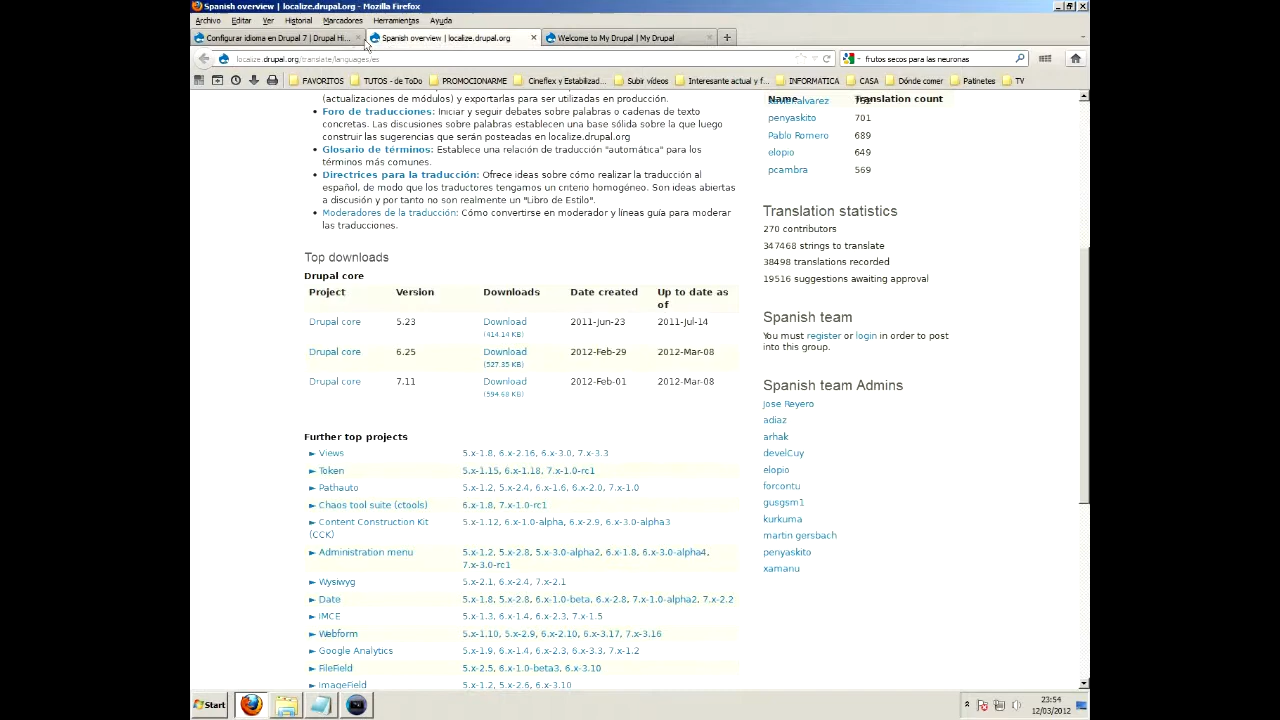 Spanish overview | localize.drupal.org - Mozilla Firefox
Archivo Editar Ver Historial Marcadores Herramientas Ayuda
Configurar idioma en Drupal 7 | Drupal Hi... Spanish overview | localize.drupal.org Welcome to My Drupal | My Drupal
localize.drupal.org/translate/languages/es frutos secos para las neuronas
FAVORITOS TUTOS - de ToDo PROMOCIONARME Cineflex y Estabilizad... Subir vídeos Interesante actual y f... INFORMATICA CASA Dónde comer Patinetes TV
(actualizaciones de módulos) y exportarlas para ser utilizadas en producción.
• Foro de traducciones: Iniciar y seguir debates sobre palabras o cadenas de texto
concretas. Las discusiones sobre palabras establecen una base sólida sobre la que luego
construir las sugerencias que serán posteadas en localize.drupal.org
• Glosario de términos: Establece una relación de traducción "automática" para los
términos más comunes.
• Directrices para la traducción: Ofrece ideas sobre cómo realizar la traducción al
español, de modo que los traductores tengamos un criterio homogéneo. Son ideas abiertas
a discusión y por tanto no son realmente un "Libro de Estilo".
• Moderadores de la traducción: Cómo convertirse en moderador y líneas guía para moderar
las traducciones.
Top downloads
Drupal core
Project Version Downloads Date created Up to date as
of
Drupal core 5.23 Download 2011-Jun-23 2011-Jul-14
(414.14 KB)
Drupal core 6.25 Download 2012-Feb-29 2012-Mar-08
(527.35 KB)
Drupal core 7.11 Download 2012-Feb-01 2012-Mar-08
(594.68 KB)
Further top projects
► Views 5.x-1.8, 6.x-2.16, 6.x-3.0, 7.x-3.3
► Token 5.x-1.15, 6.x-1.18, 7.x-1.0-rc1
► Pathauto 5.x-1.2, 5.x-2.4, 6.x-1.6, 6.x-2.0, 7.x-1.0
► Chaos tool suite (ctools) 6.x-1.8, 7.x-1.0-rc1
► Content Construction Kit 5.x-1.12, 6.x-1.0-alpha, 6.x-2.9, 6.x-3.0-alpha3
(CCK)
► Administration menu 5.x-1.2, 5.x-2.8, 5.x-3.0-alpha2, 6.x-1.8, 6.x-3.0-alpha4,
7.x-3.0-rc1
► Wysiwyg 5.x-2.1, 6.x-2.4, 7.x-2.1
► Date 5.x-1.8, 5.x-2.8, 6.x-1.0-beta, 6.x-2.8, 7.x-1.0-alpha2, 7.x-2.2
► IMCE 5.x-1.3, 6.x-1.4, 6.x-2.3, 7.x-1.5
► Webform 5.x-1.10, 5.x-2.9, 6.x-2.10, 6.x-3.17, 7.x-3.16
► Google Analytics 5.x-1.9, 6.x-1.4, 6.x-2.3, 6.x-3.3, 7.x-1.2
► FileField 5.x-2.5, 6.x-1.0-beta3, 6.x-3.10
► ImageField 5.x-1.2, 5.x-2.6, 6.x-3.10
Name Translation count
penyaskito 701
Pablo Romero 689
elopio 649
pcambra 569
Translation statistics
270 contributors
347468 strings to translate
38498 translations recorded
19516 suggestions awaiting approval
Spanish team
You must register or login in order to post
into this group.
Spanish team Admins
Jose Reyero
adiaz
arhak
develCuy
elopio
forcontu
gusgsm1
kurkuma
martin gersbach
penyaskito
xamanu
Start 23:54
12/03/2012